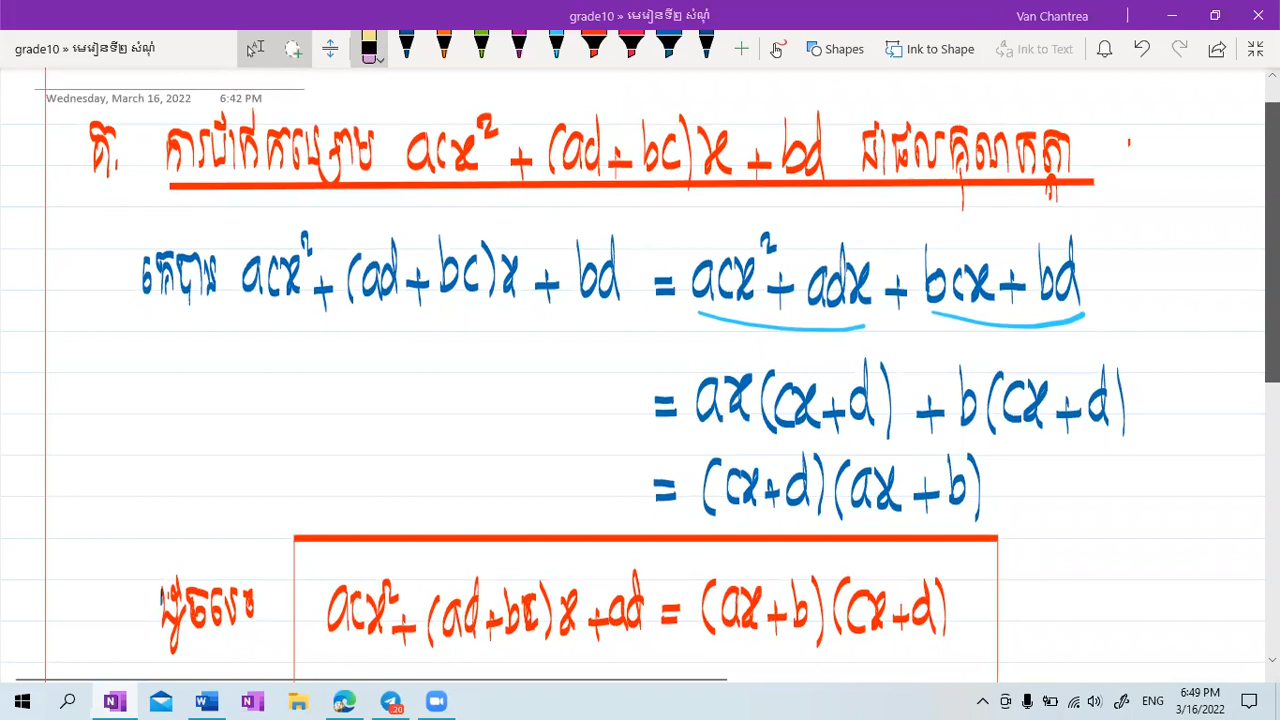 grade10 » មេរៀនទី២ សំណុំ
Van Chantrea
grade10 » មេរៀនទី២ សំណុំ
Shapes
Ink to Shape
Ink to Text
Wednesday, March 16, 2022 6:42 PM
គ. ការដាក់កន្សោម acx² + (ad + bc)x + bd ជាផលគុណកត្តា
គេបាន acx² + (ad + bc)x + bd = acx² + adx + bcx + bd
= ax(cx+d) + b(cx+d)
= (cx+d)(ax + b)
ដូចនេះ acx² + (ad+bc)x + ad = (ax+b)(cx+d)
20
ENG
6:49 PM
3/16/2022